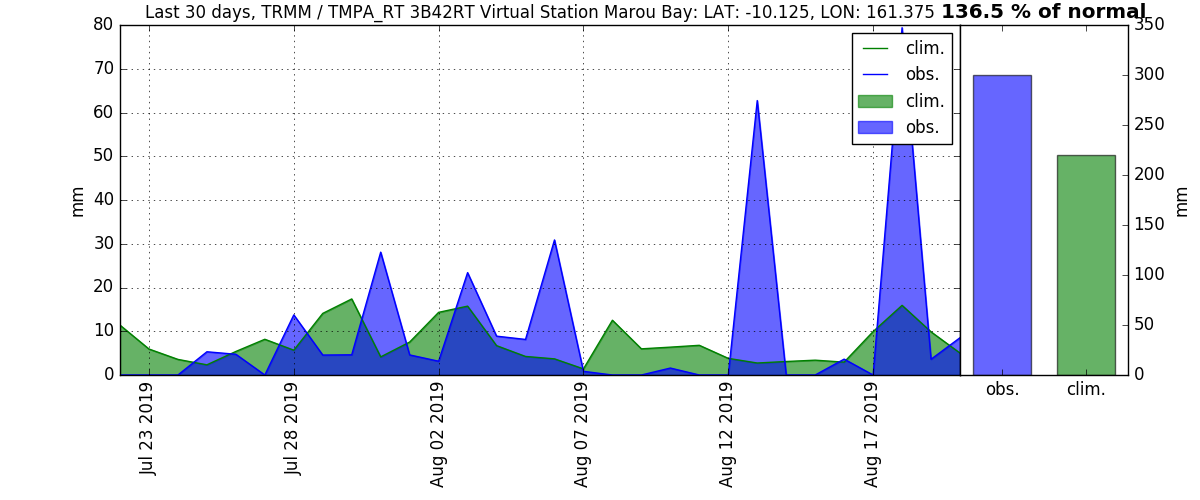 Last 30 days, TRMM / TMPA_RT 3B42RT Virtual Station Marou Bay: LAT: -10.125, LON: 161.375 136.5 % of normal
80
70
60
50
40
30
20
10
0
mm
clim.
obs.
clim.
obs.
350
300
250
200
150
100
50
0
mm
obs.
clim.
Jul 23 2019
Jul 28 2019
Aug 02 2019
Aug 07 2019
Aug 12 2019
Aug 17 2019